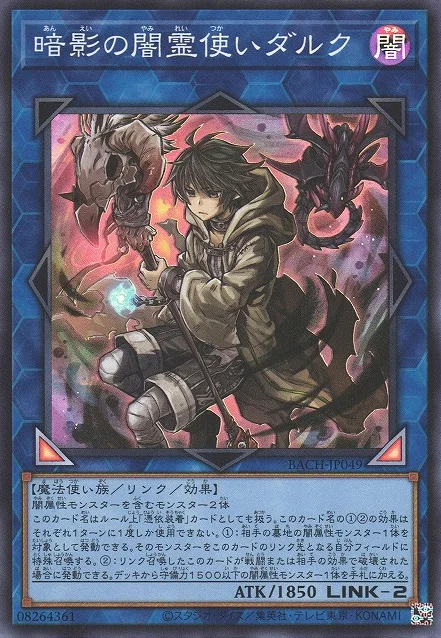 暗影の闇霊使いダルク
闇
BACH-JP049
【魔法使い族／リンク／効果】
闇属性モンスターを含むモンスター2体
このカード名はルール上「憑依装着」カードとしても扱う。このカード名の①②の効果は
それぞれ1ターンに1度しか使用できない。①：相手の墓地の闇属性モンスター1体を
対象として発動できる。そのモンスターをこのカードのリンク先となる自分フィールドに
特殊召喚する。②：リンク召喚したこのカードが戦闘または相手の効果で破壊された
場合に発動できる。デッキから守備力1500以下の闇属性モンスター1体を手札に加える。
ATK/1850 LINK-2
08264361 ©スタジオ・ダイス／集英社・テレビ東京・KONAMI